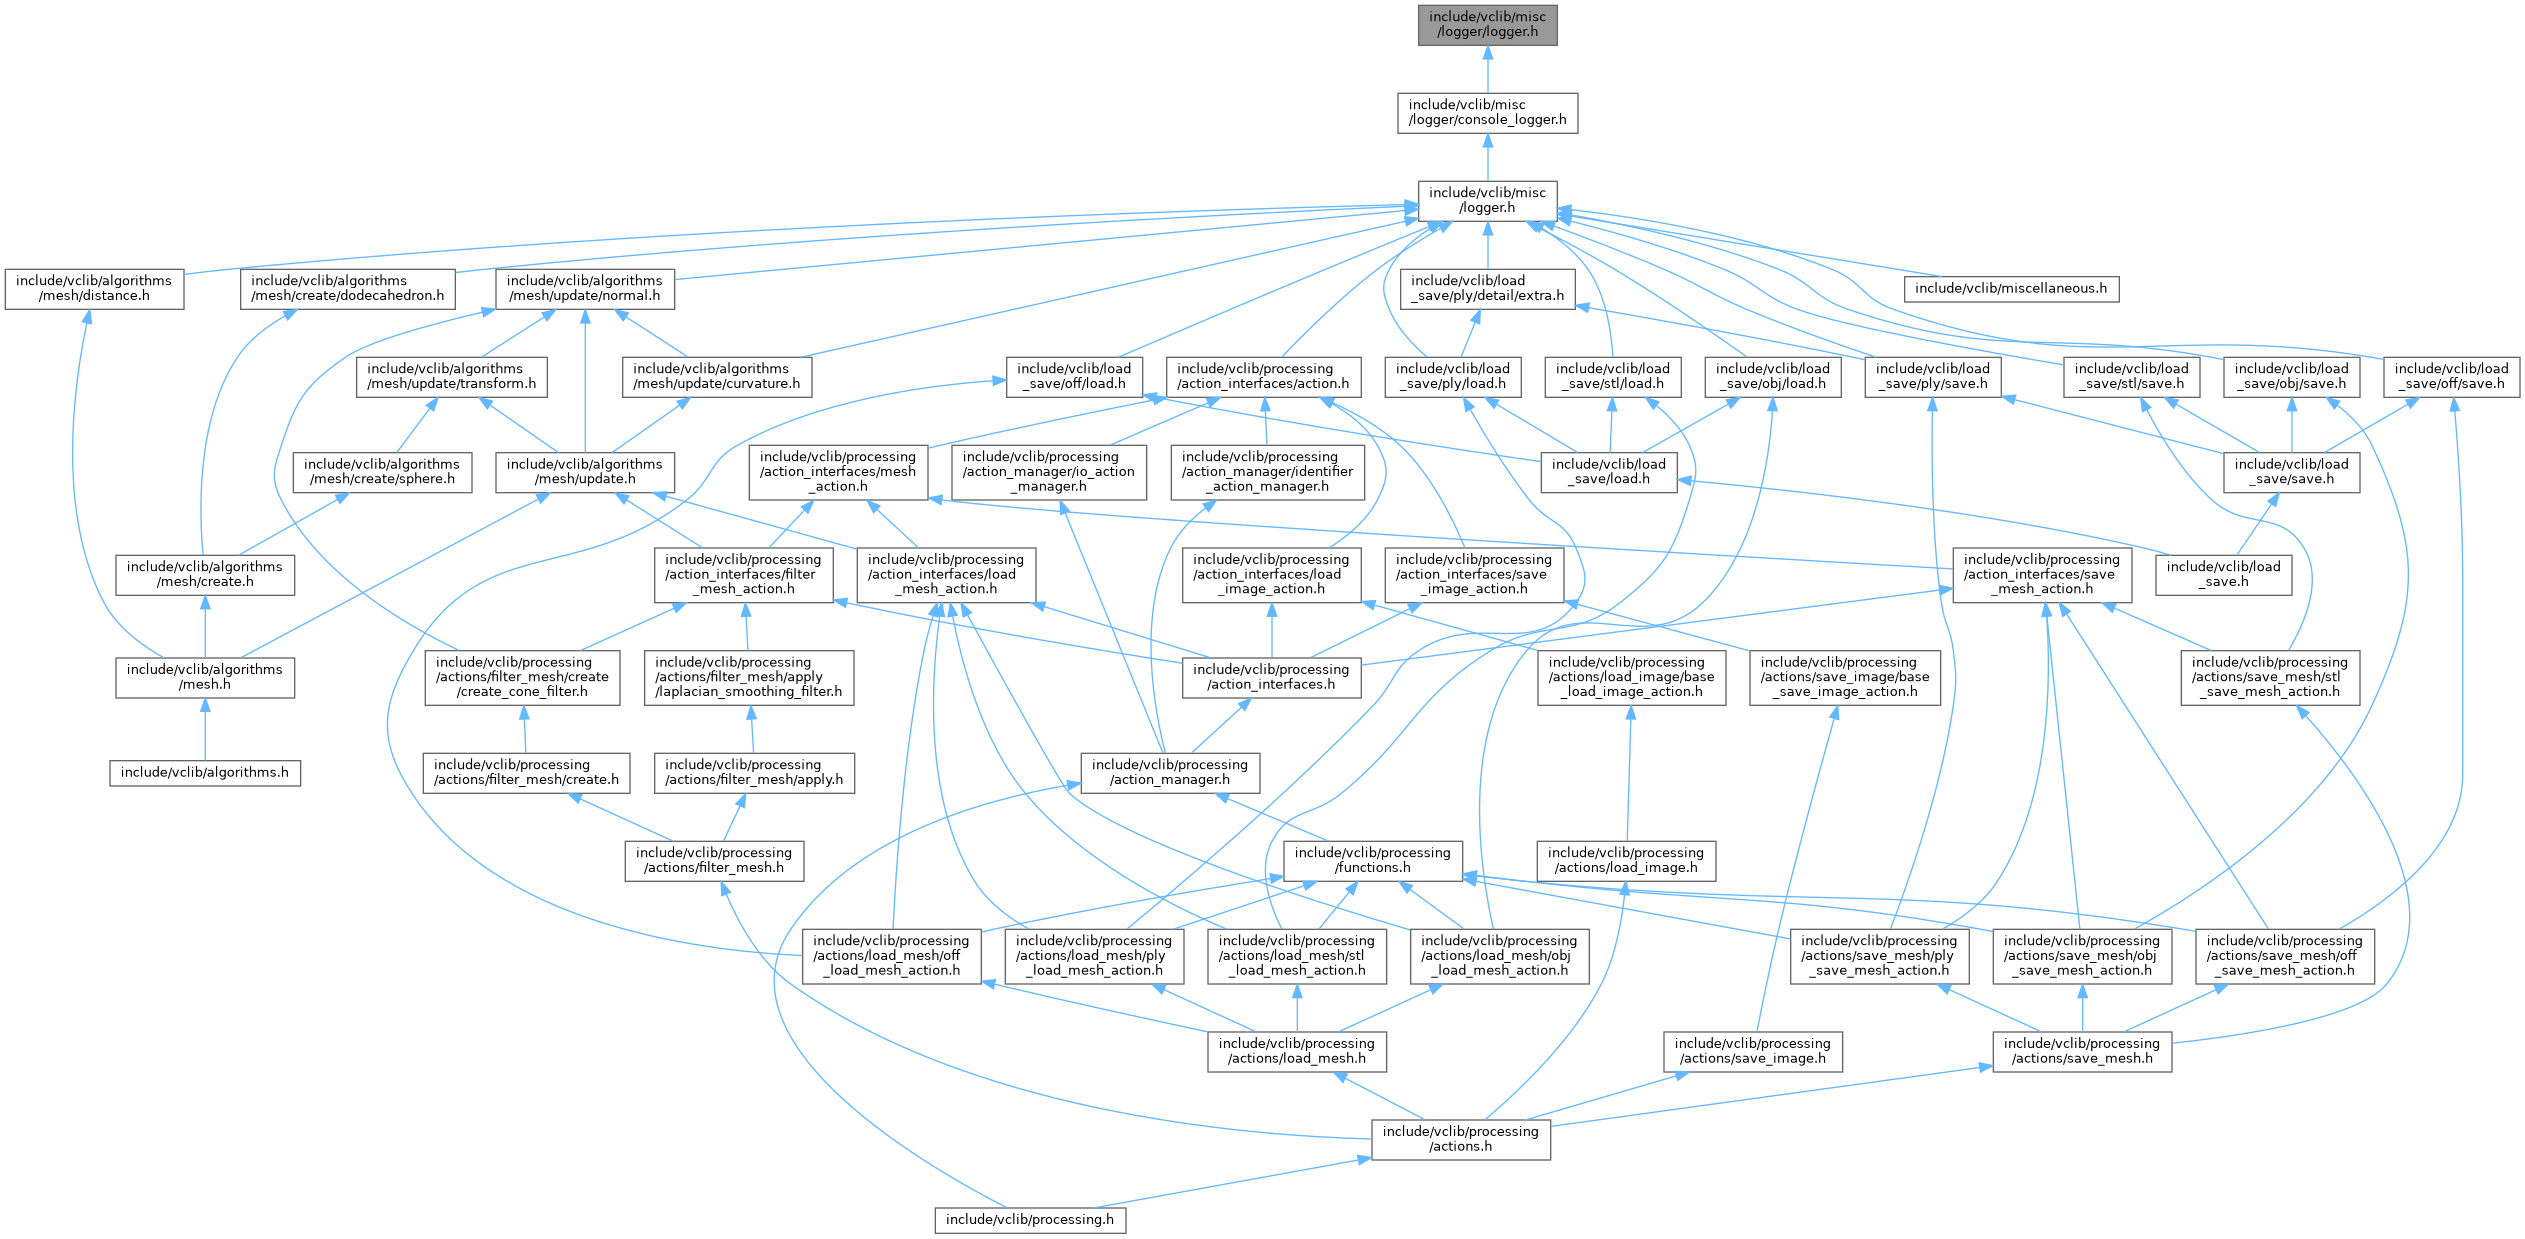 include/vclib/misc
/logger/logger.h
include/vclib/misc
/logger/console_logger.h
include/vclib/misc
/logger.h
include/vclib/algorithms
/mesh/distance.h
include/vclib/algorithms
/mesh/create/dodecahedron.h
include/vclib/algorithms
/mesh/update/normal.h
include/vclib/load
_save/ply/detail/extra.h
include/vclib/miscellaneous.h
include/vclib/algorithms
/mesh/update/transform.h
include/vclib/algorithms
/mesh/update/curvature.h
include/vclib/load
_save/off/load.h
include/vclib/processing
/action_interfaces/action.h
include/vclib/load
_save/ply/load.h
include/vclib/load
_save/stl/load.h
include/vclib/load
_save/obj/load.h
include/vclib/load
_save/ply/save.h
include/vclib/load
_save/stl/save.h
include/vclib/load
_save/obj/save.h
include/vclib/load
_save/off/save.h
include/vclib/algorithms
/mesh/create/sphere.h
include/vclib/algorithms
/mesh/update.h
include/vclib/processing
/action_interfaces/mesh
_action.h
include/vclib/processing
/action_manager/io_action
_manager.h
include/vclib/processing
/action_manager/identifier
_action_manager.h
include/vclib/load
_save/load.h
include/vclib/load
_save/save.h
include/vclib/algorithms
/mesh/create.h
include/vclib/processing
/action_interfaces/filter
_mesh_action.h
include/vclib/processing
/action_interfaces/load
_mesh_action.h
include/vclib/processing
/action_interfaces/load
_image_action.h
include/vclib/processing
/action_interfaces/save
_image_action.h
include/vclib/processing
/action_interfaces/save
_mesh_action.h
include/vclib/load
_save.h
include/vclib/algorithms
/mesh.h
include/vclib/processing
/actions/filter_mesh/create
/create_cone_filter.h
include/vclib/processing
/actions/filter_mesh/apply
/laplacian_smoothing_filter.h
include/vclib/processing
/action_interfaces.h
include/vclib/processing
/actions/load_image/base
_load_image_action.h
include/vclib/processing
/actions/save_image/base
_save_image_action.h
include/vclib/processing
/actions/save_mesh/stl
_save_mesh_action.h
include/vclib/algorithms.h
include/vclib/processing
/actions/filter_mesh/create.h
include/vclib/processing
/actions/filter_mesh/apply.h
include/vclib/processing
/action_manager.h
include/vclib/processing
/actions/filter_mesh.h
include/vclib/processing
/functions.h
include/vclib/processing
/actions/load_image.h
include/vclib/processing
/actions/load_mesh/off
_load_mesh_action.h
include/vclib/processing
/actions/load_mesh/ply
_load_mesh_action.h
include/vclib/processing
/actions/load_mesh/stl
_load_mesh_action.h
include/vclib/processing
/actions/load_mesh/obj
_load_mesh_action.h
include/vclib/processing
/actions/save_mesh/ply
_save_mesh_action.h
include/vclib/processing
/actions/save_mesh/obj
_save_mesh_action.h
include/vclib/processing
/actions/save_mesh/off
_save_mesh_action.h
include/vclib/processing
/actions/load_mesh.h
include/vclib/processing
/actions/save_image.h
include/vclib/processing
/actions/save_mesh.h
include/vclib/processing
/actions.h
include/vclib/processing.h